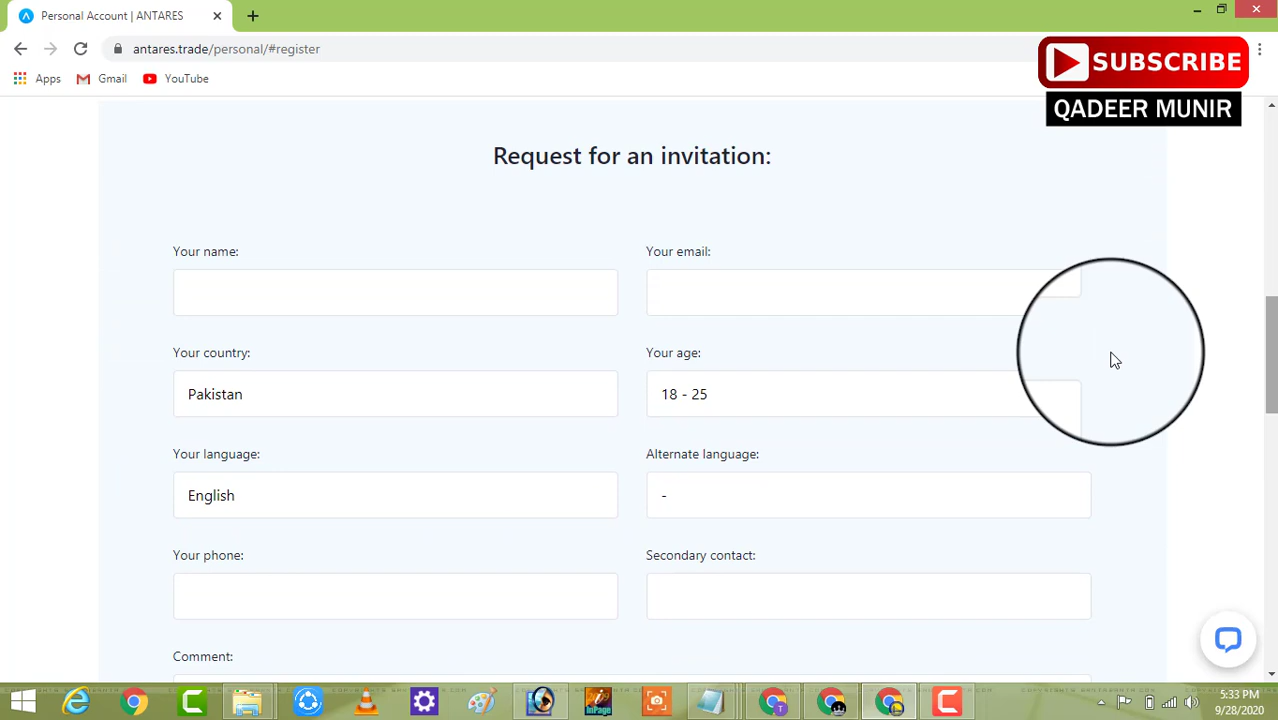 Personal Account | ANTARES
antares.trade/personal/#register
SUBSCRIBE
Apps
Gmail
YouTube
QADEER MUNIR
Request for an invitation:
Your name:
Your email:
Your country:
Your age:
Pakistan
18 - 25
Your language:
Alternate language:
English
-
Your phone:
Secondary contact:
Comment:
InPage
T
5:33 PM
9/28/2020